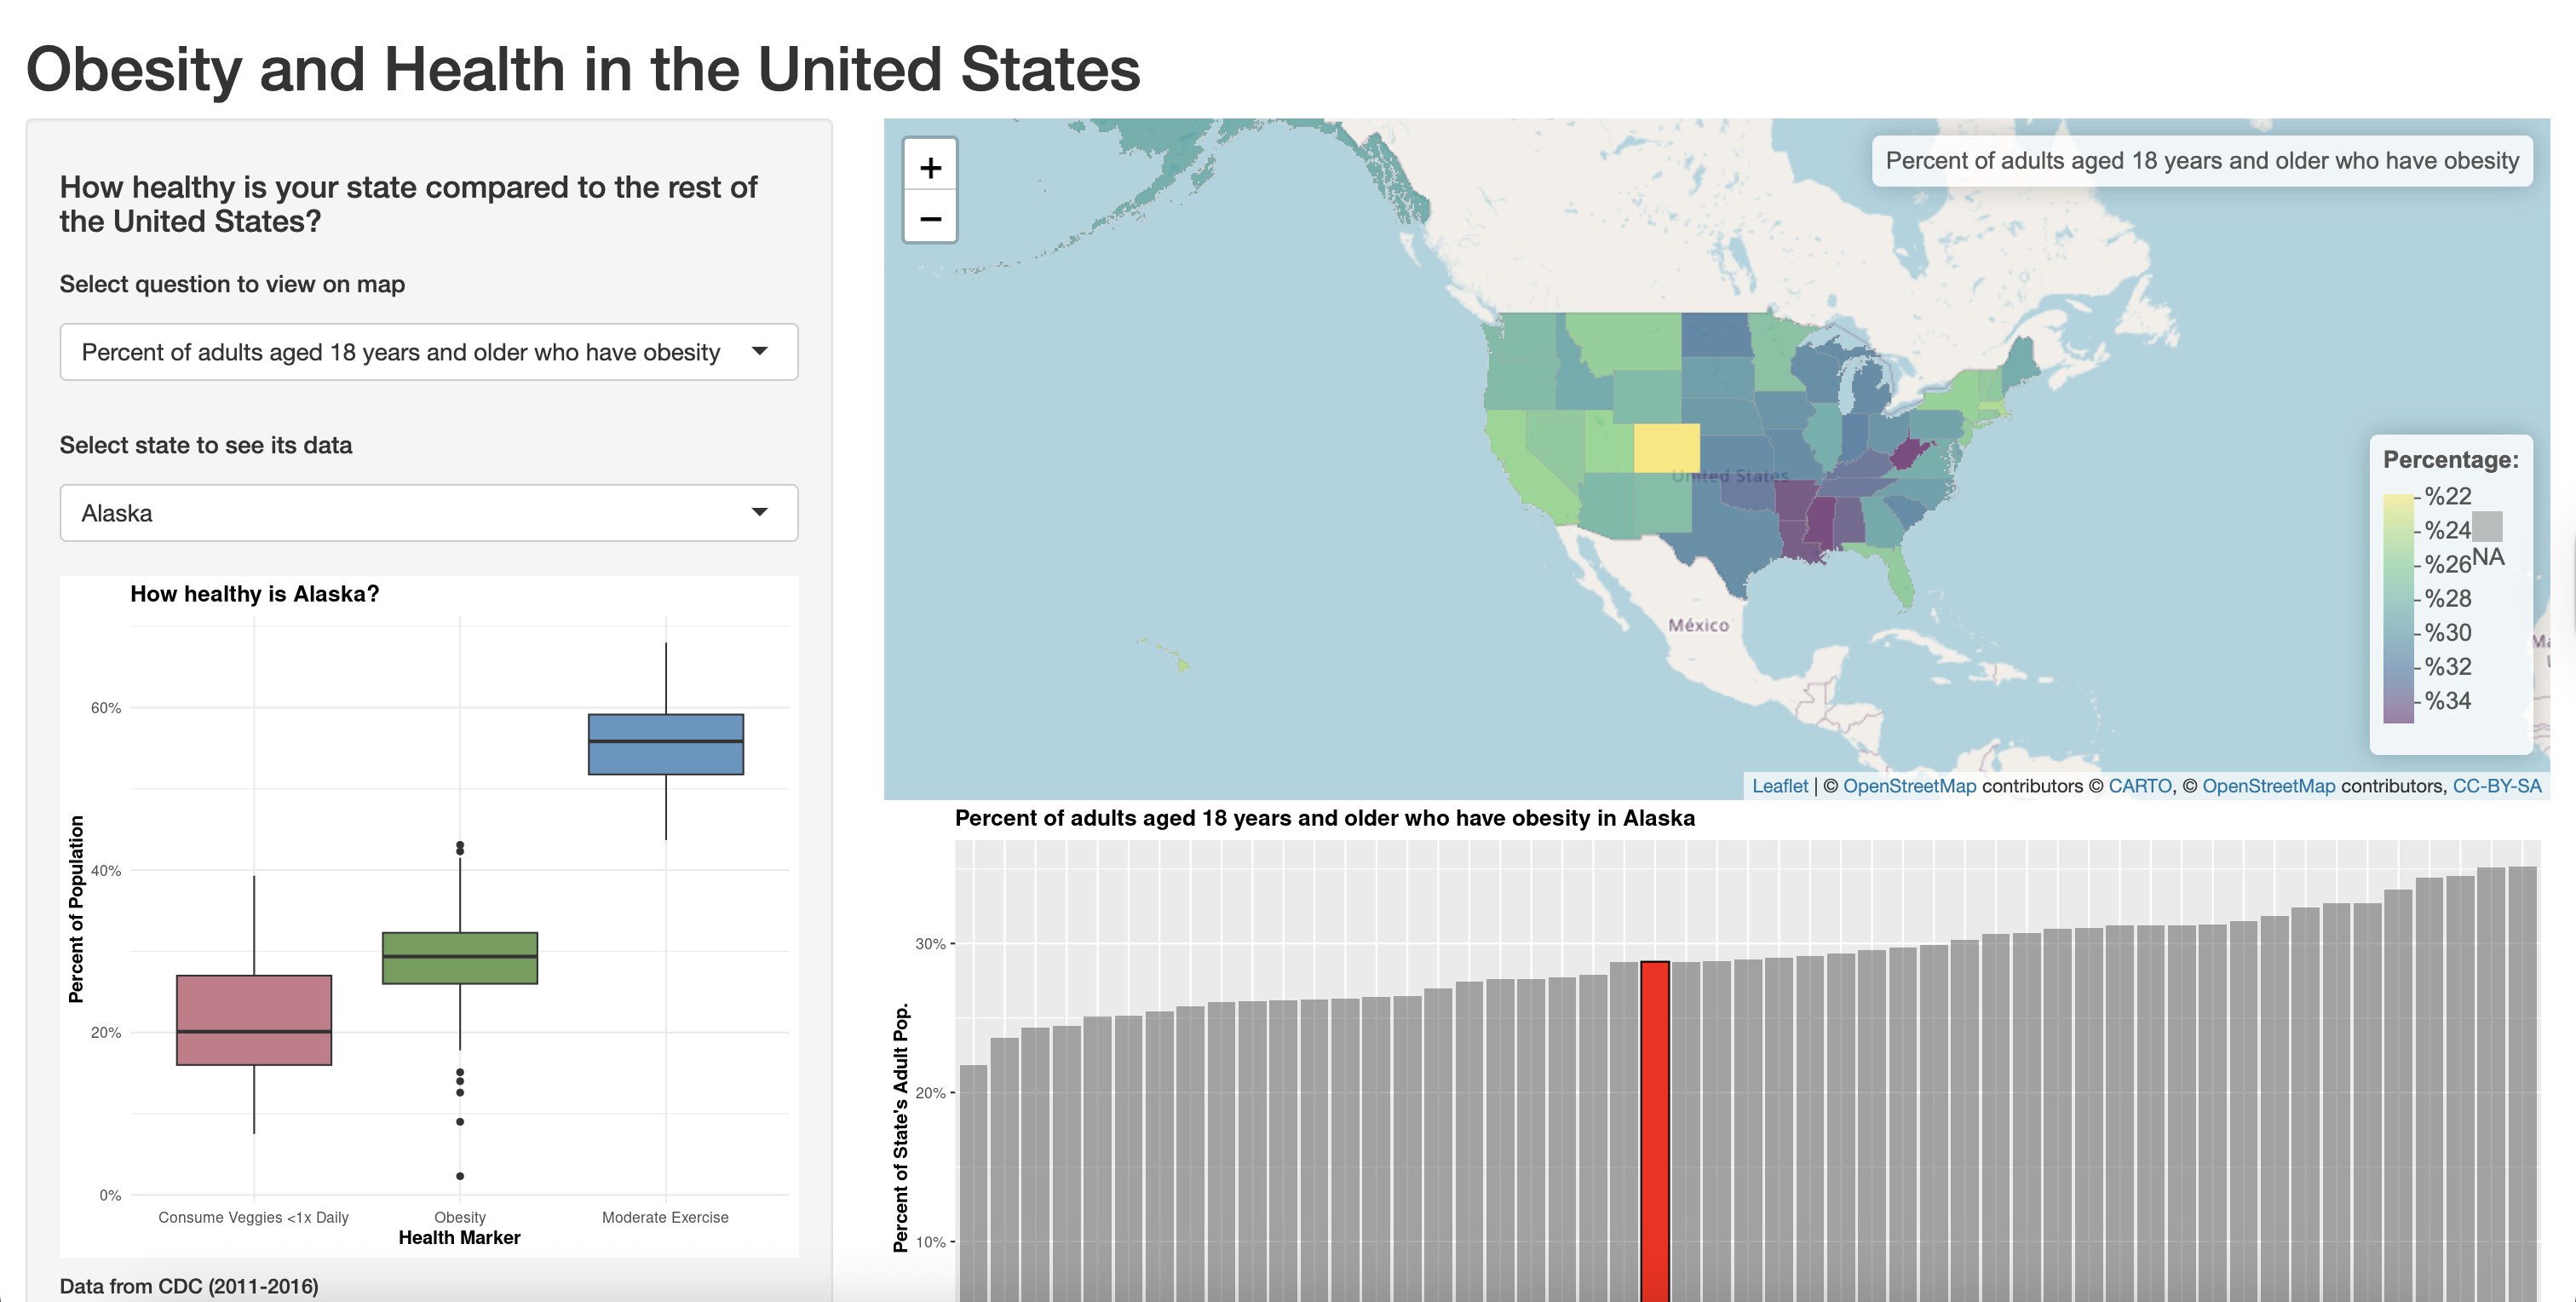 Obesity and Health in the United States
How healthy is your state compared to the rest of
the United States?
Select question to view on map
Percent of adults aged 18 years and older who have obesity
Select state to see its data
Alaska
How healthy is Alaska?
Percent of Population
60%
40%
20%
0%
Consume Veggies <1x Daily
Obesity
Moderate Exercise
Health Marker
Data from CDC (2011-2016)
+
−
Percent of adults aged 18 years and older who have obesity
United States
México
Percentage:
%22
%24
%26
%28
%30
%32
%34
NA
Leaflet | © OpenStreetMap contributors © CARTO, © OpenStreetMap contributors, CC-BY-SA
Percent of adults aged 18 years and older who have obesity in Alaska
Percent of State's Adult Pop.
30%
20%
10%